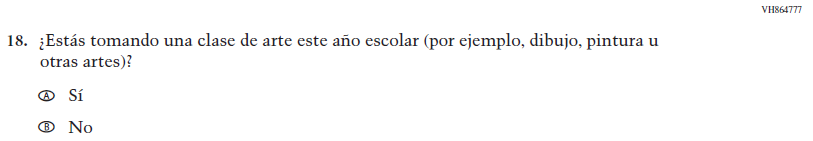 VH864777
18. ¿Estás tomando una clase de arte este año escolar (por ejemplo, dibujo, pintura u
otras artes)?
A Sí
B No